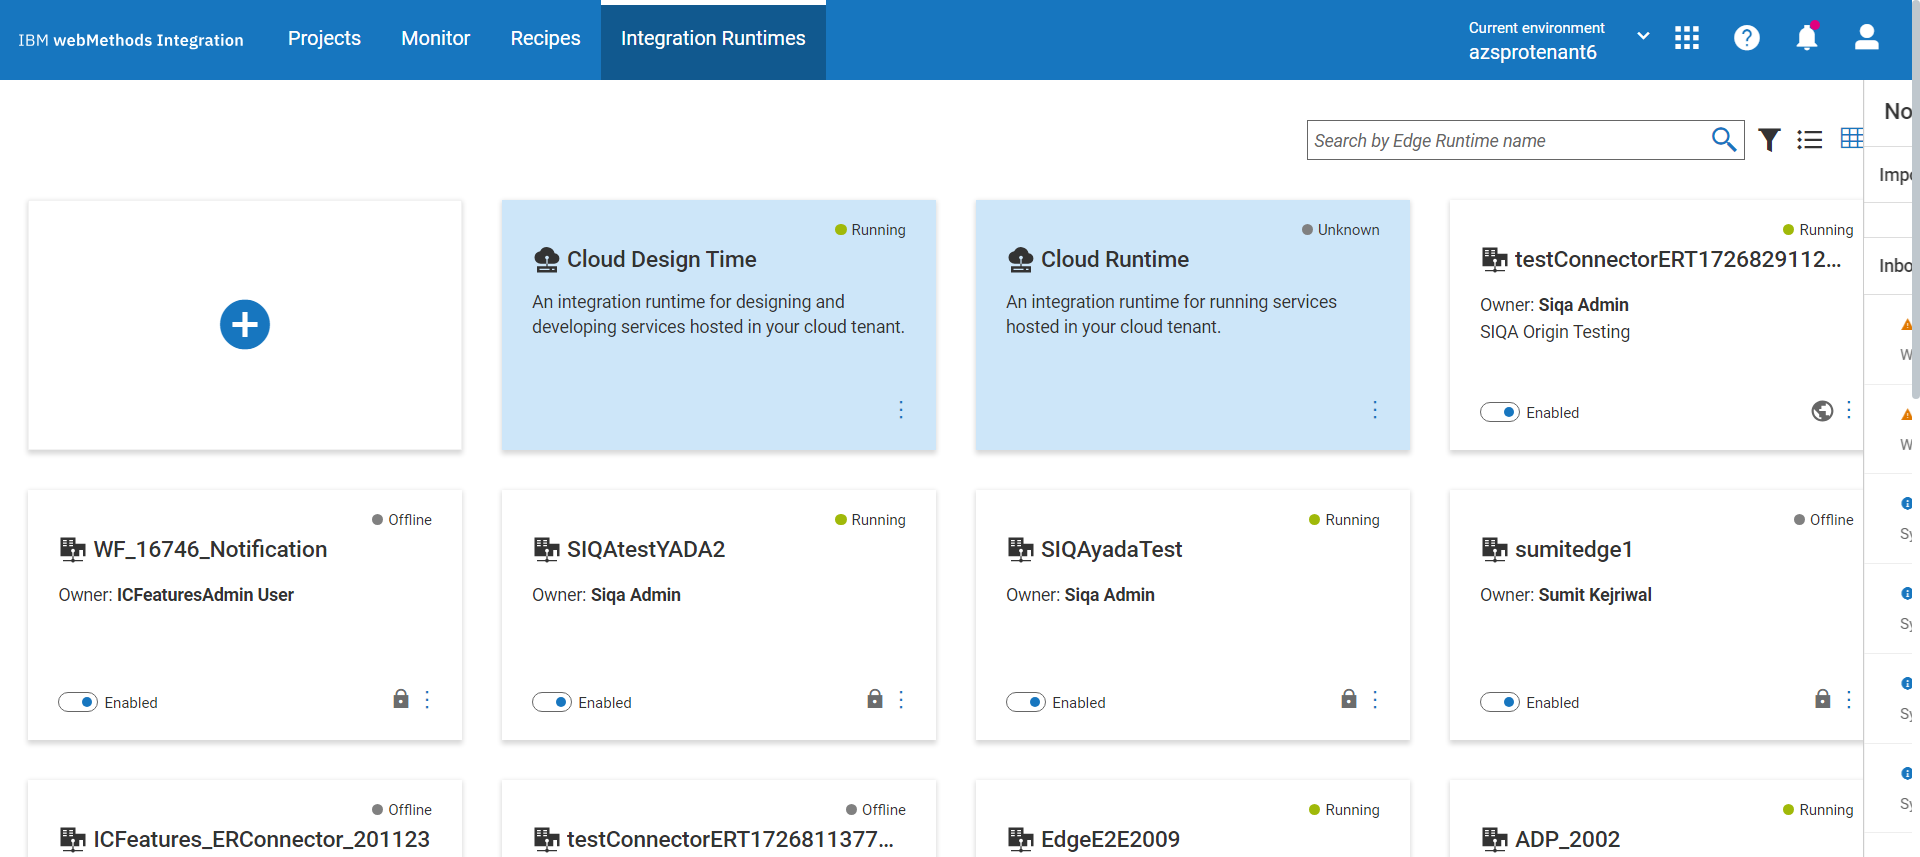 IBM webMethods Integration
Projects
Monitor
Recipes
Integration Runtimes
Current environment
azsprotenant6
No
Search by Edge Runtime name
Impo
Inbo
Running
Cloud Design Time
An integration runtime for designing and
developing services hosted in your cloud tenant.
Unknown
Cloud Runtime
An integration runtime for running services
hosted in your cloud tenant.
Running
testConnectorERT1726829112...
Owner: Siqa Admin
SIQA Origin Testing
Enabled
W
W
Offline
WF_16746_Notification
Owner: ICFeaturesAdmin User
Enabled
Running
SIQAtestYADA2
Owner: Siqa Admin
Enabled
Running
SIQAyadaTest
Owner: Siqa Admin
Enabled
Offline
sumitedge1
Owner: Sumit Kejriwal
Enabled
Sy
Sy
Sy
Sy
Offline
ICFeatures_ERConnector_201123
Offline
testConnectorERT1726811377...
Running
EdgeE2E2009
Running
ADP_2002